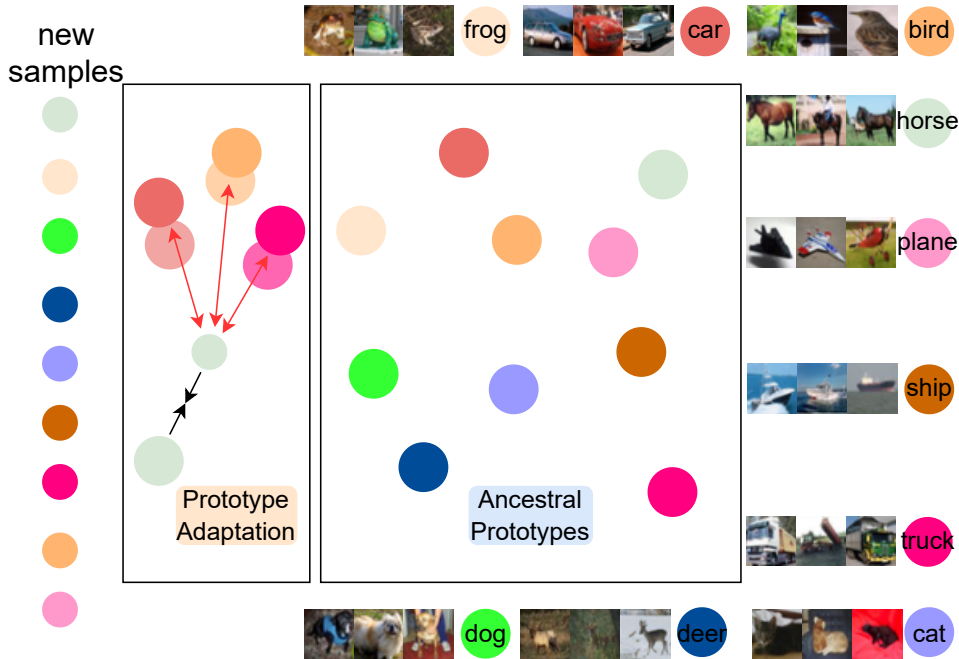 new
samples
frog
car
bird
horse
plane
ship
truck
Prototype
Adaptation
Ancestral
Prototypes
dog
deer
cat